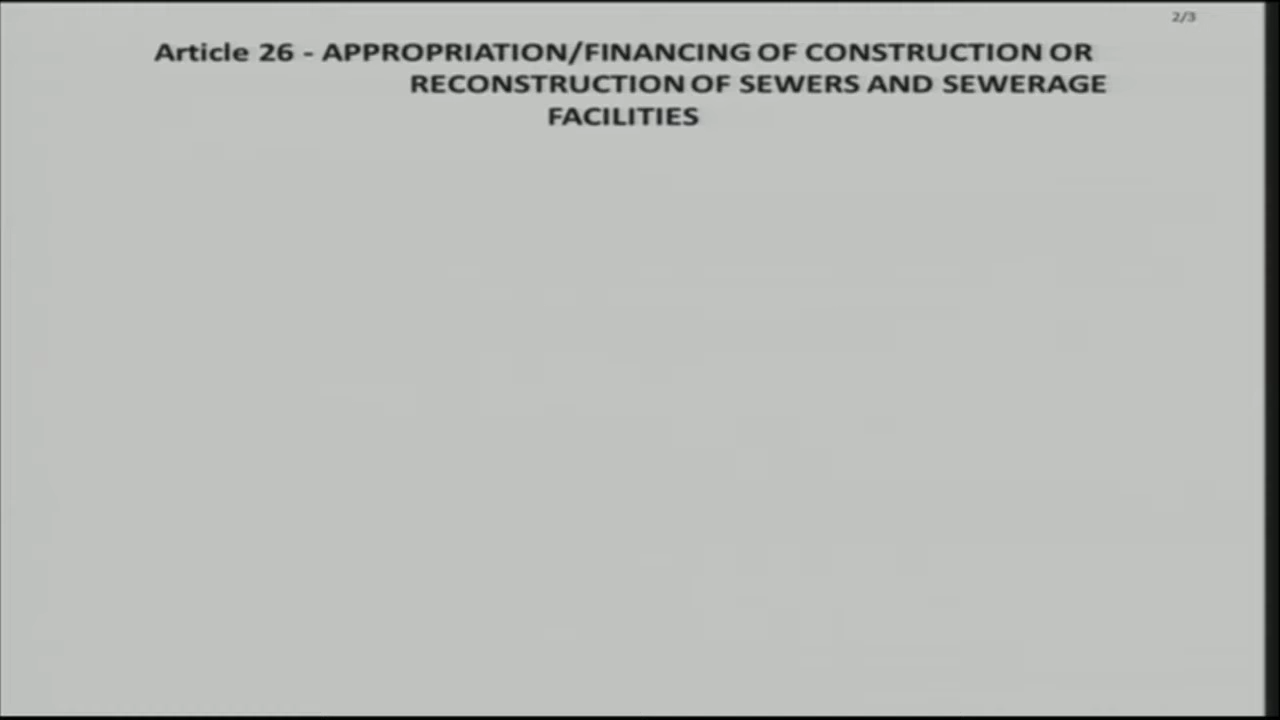 2/3
Article 26 - APPROPRIATION/FINANCING OF CONSTRUCTION OR
RECONSTRUCTION OF SEWERS AND SEWERAGE
FACILITIES